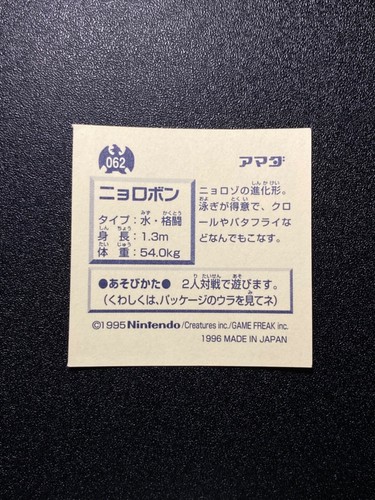 062
アマダ
ニョロボン
タイプ：水・格闘
身長：1.3m
体重：54.0kg
ニョロゾの進化形。
泳ぎが得意で、クロ
ールやバタフライな
どなんでもこなす。
●あそびかた● 2人対戦で遊びます。
(くわしくは、パッケージのウラを見てネ)
©1995 Nintendo/Creatures inc./GAME FREAK inc.
1996 MADE IN JAPAN